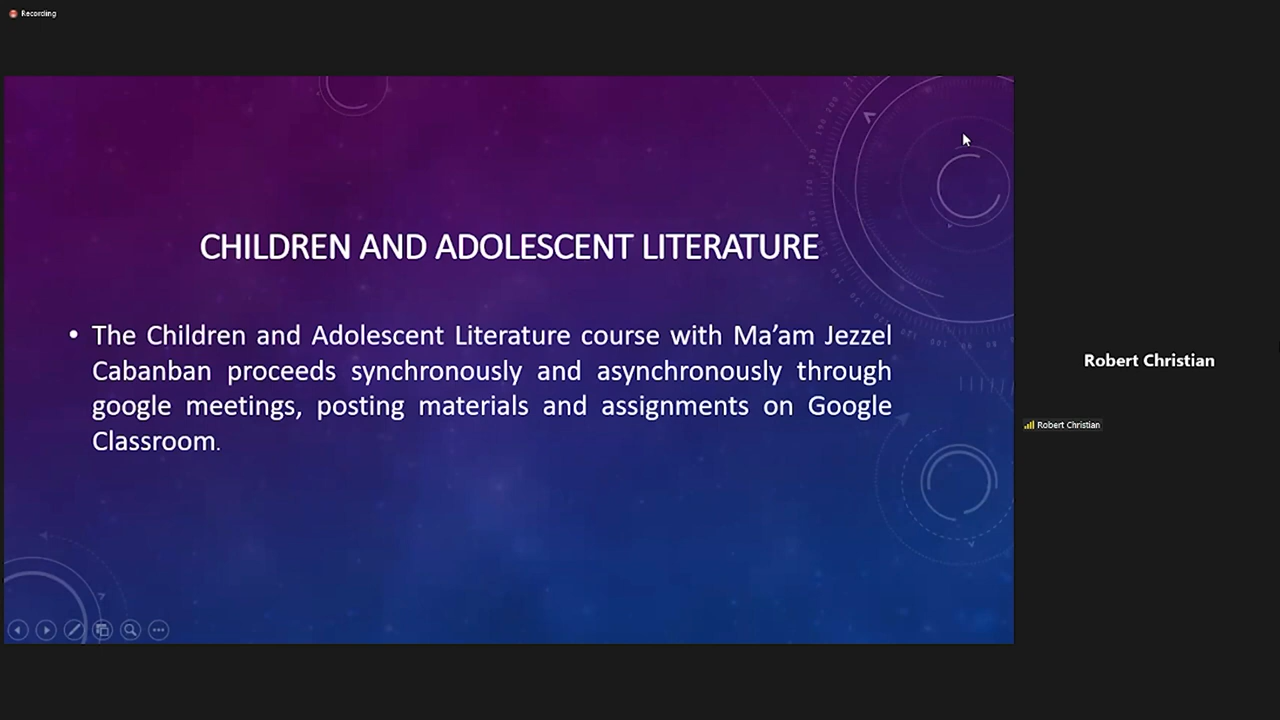 Recording
CHILDREN AND ADOLESCENT LITERATURE
• The Children and Adolescent Literature course with Ma’am Jezzel
Cabanban proceeds synchronously and asynchronously through
google meetings, posting materials and assignments on Google
Classroom.
Robert Christian
Robert Christian